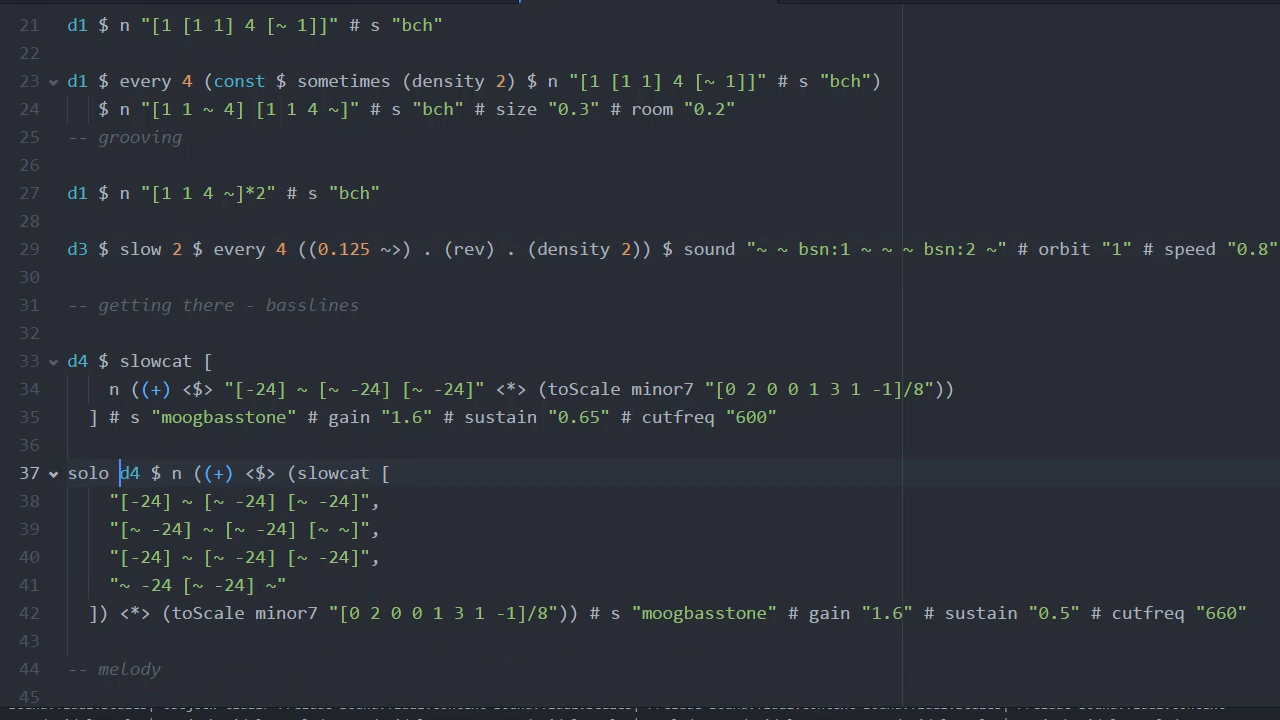 21 d1 $ n "[1 [1 1] 4 [~ 1]]" # s "bch"
22
23 d1 $ every 4 (const $ sometimes (density 2) $ n "[1 [1 1] 4 [~ 1]]" # s "bch")
24 $ n "[1 1 ~ 4] [1 1 4 ~]" # s "bch" # size "0.3" # room "0.2"
25 -- grooving
26
27 d1 $ n "[1 1 4 ~]*2" # s "bch"
28
29 d3 $ slow 2 $ every 4 ((0.125 ~>) . (rev) . (density 2)) $ sound "~ ~ bsn:1 ~ ~ ~ bsn:2 ~" # orbit "1" # speed "0.8"
30
31 -- getting there - basslines
32
33 d4 $ slowcat [
34 n ((+) <$> "[-24] ~ [~ -24] [~ -24]" <*> (toScale minor7 "[0 2 0 0 1 3 1 -1]/8"))
35 ] # s "moogbasstone" # gain "1.6" # sustain "0.65" # cutfreq "600"
36
37 solo d4 $ n ((+) <$> (slowcat [
38 "[-24] ~ [~ -24] [~ -24]",
39 "[~ -24] ~ [~ -24] [~ ~]",
40 "[-24] ~ [~ -24] [~ -24]",
41 "~ -24 [~ -24] ~"
42 ]) <*> (toScale minor7 "[0 2 0 0 1 3 1 -1]/8")) # s "moogbasstone" # gain "1.6" # sustain "0.5" # cutfreq "660"
43
44 -- melody
45